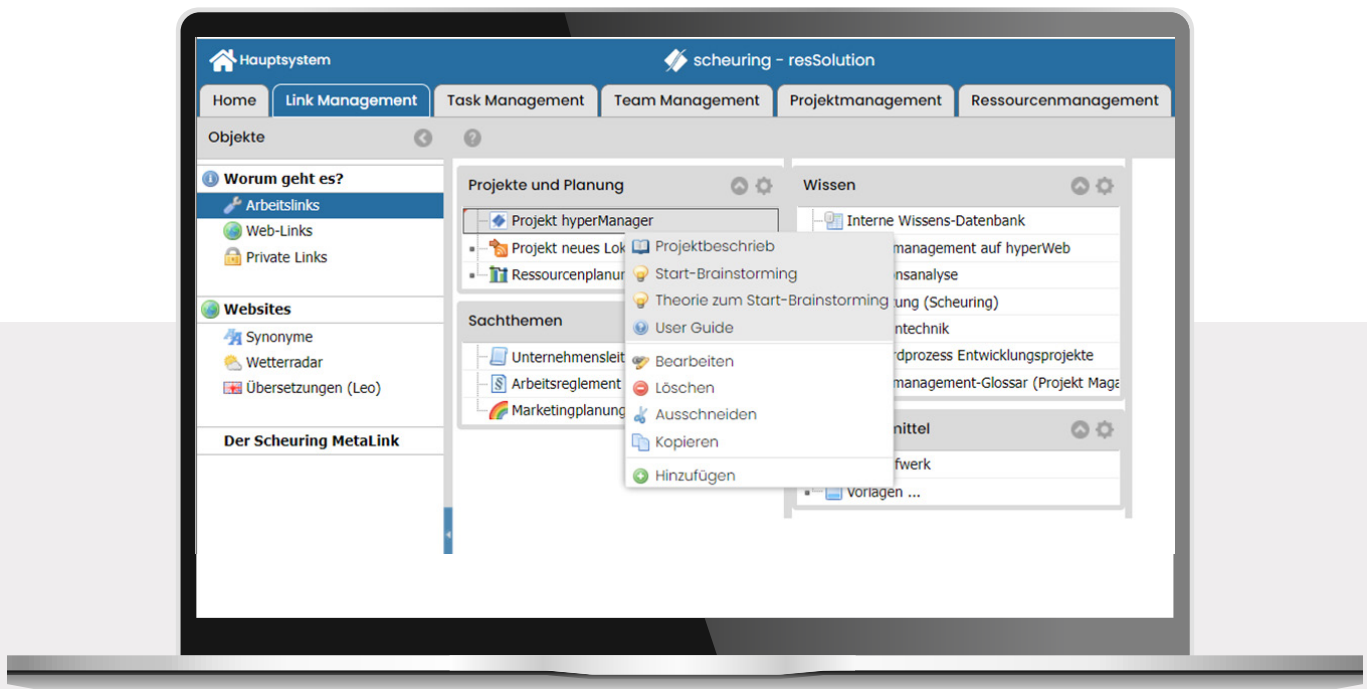 Hauptsystem
scheuring - resSolution
Home
Link Management
Task Management
Team Management
Projektmanagement
Ressourcenmanagement
Objekte
Worum geht es?
Arbeitslinks
Web-Links
Private Links
Websites
Synonyme
Wetterradar
Übersetzungen (Leo)
Der Scheuring MetaLink
Projekte und Planung
Projekt hyperManager
Projekt neues Lok
Ressourcenplanun
Sachthemen
Unternehmensleit
Arbeitsreglement
Marketingplanung
Projektbeschrieb
Start-Brainstorming
Theorie zum Start-Brainstorming
User Guide
Bearbeiten
Löschen
Ausschneiden
Kopieren
Hinzufügen
Wissen
Interne Wissens-Datenbank
management auf hyperWeb
nsanalyse
ung (Scheuring)
ntechnik
rdprozess Entwicklungsprojekte
management-Glossar (Projekt Maga
mittel
fwerk
Vorlagen ...